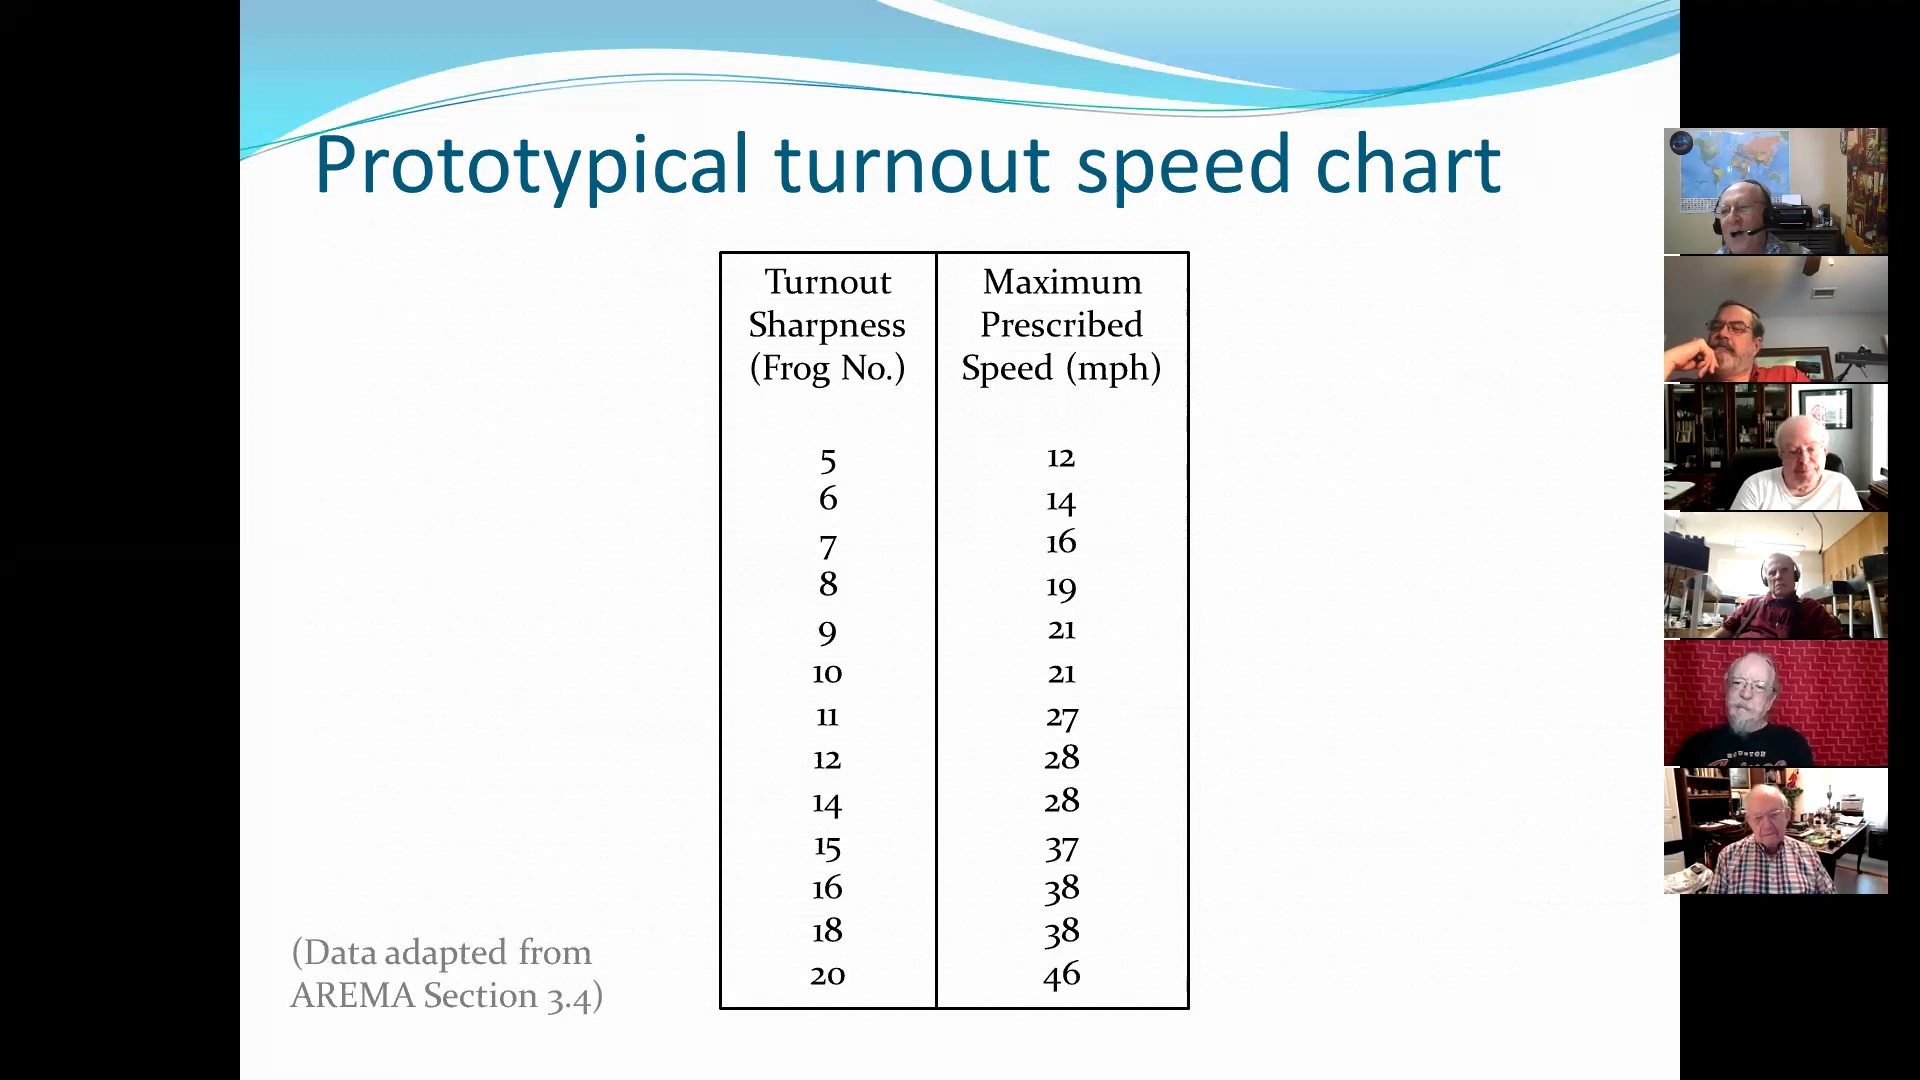 Prototypical turnout speed chart
Turnout Sharpness (Frog No.) Maximum Prescribed Speed (mph)
5 12
6 14
7 16
8 19
9 21
10 21
11 27
12 28
14 28
15 37
16 38
18 38
20 46
(Data adapted from
AREMA Section 3.4)
HOUSTON